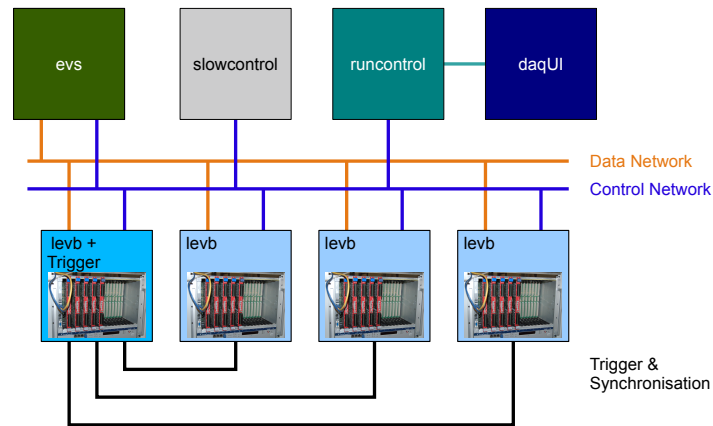 evs
slowcontrol
runcontrol
daqUI
Data Network
Control Network
levb +
Trigger
levb
levb
levb
Trigger &
Synchronisation